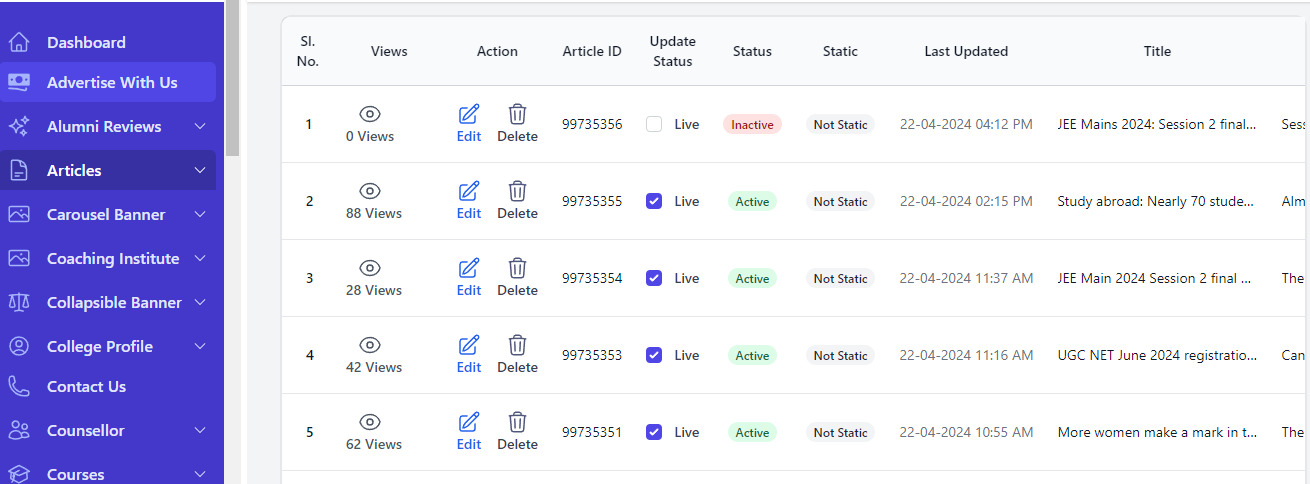 Dashboard
Advertise With Us
Alumni Reviews
Articles
Carousel Banner
Coaching Institute
Collapsible Banner
College Profile
Contact Us
Counsellor
Courses
Sl. No. Views Action Article ID Update Status Status Static Last Updated Title
1 0 Views Edit Delete 99735356 Live Inactive Not Static 22-04-2024 04:12 PM JEE Mains 2024: Session 2 final... Sess
2 88 Views Edit Delete 99735355 Live Active Not Static 22-04-2024 02:15 PM Study abroad: Nearly 70 stude... Alm
3 28 Views Edit Delete 99735354 Live Active Not Static 22-04-2024 11:37 AM JEE Main 2024 Session 2 final ... The
4 42 Views Edit Delete 99735353 Live Active Not Static 22-04-2024 11:16 AM UGC NET June 2024 registratio... Can
5 62 Views Edit Delete 99735351 Live Active Not Static 22-04-2024 10:55 AM More women make a mark in t... The